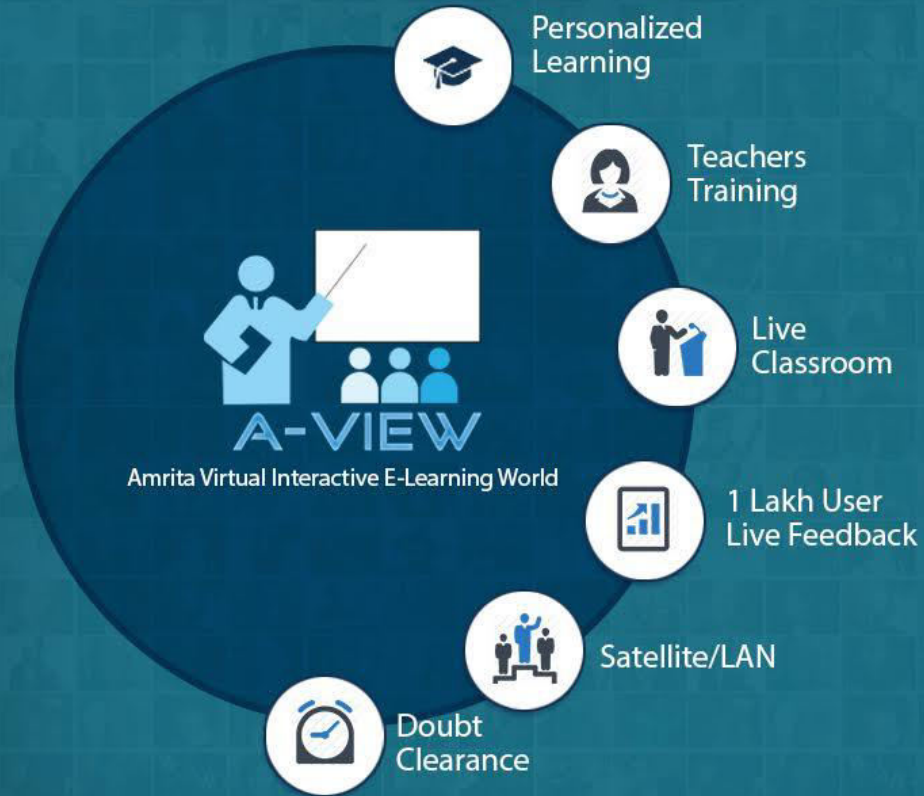 Personalized
Learning
Teachers
Training
Live
Classroom
A-VIEW
Amrita Virtual Interactive E-Learning World
1 Lakh User
Live Feedback
Satellite/LAN
Doubt
Clearance